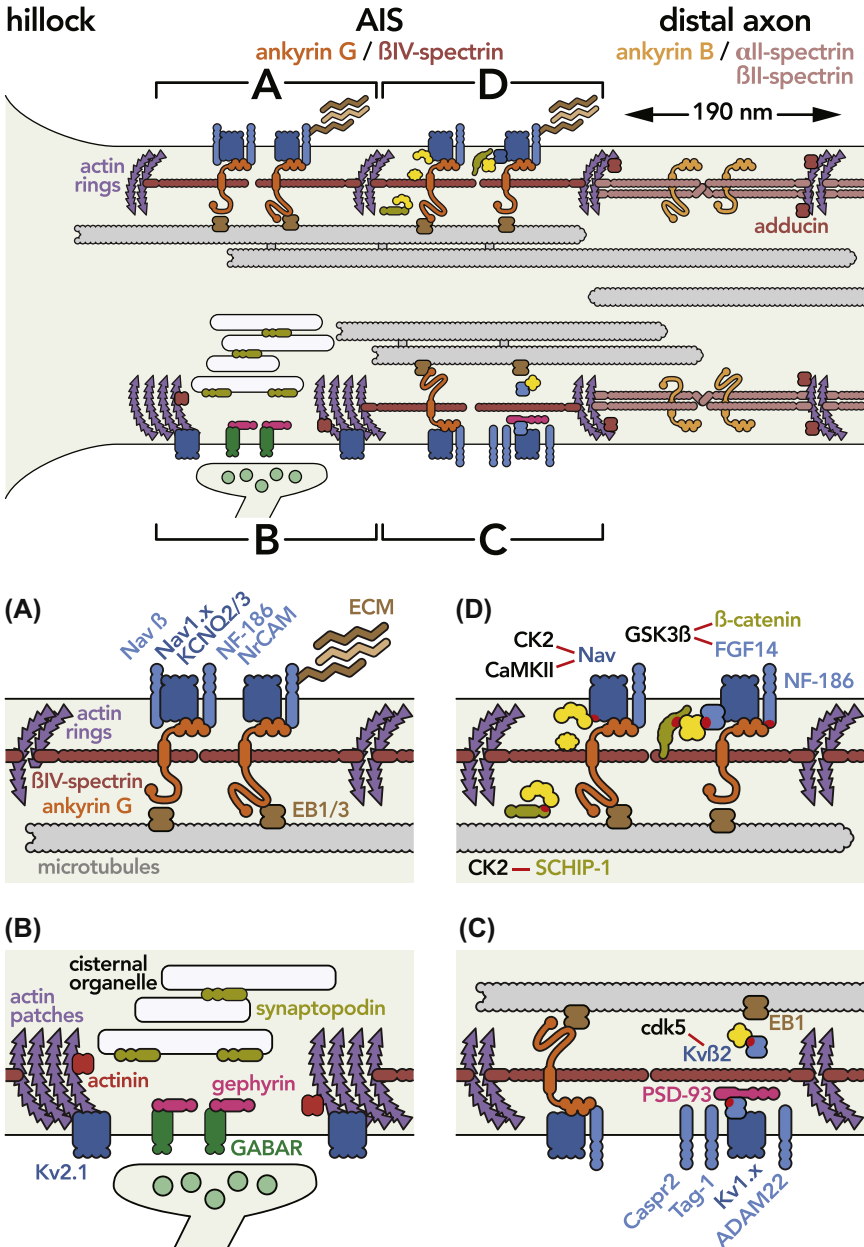 hillock
AIS
distal axon
ankyrin G / ßIV-spectrin
ankyrin B / αII-spectrin
ßII-spectrin
A
D
190 nm
actin
rings
adducin
B
C
(A)
Nav ß
Nav1.x
KCNQ2/3
NF-186
NrCAM
ECM
actin
rings
ßIV-spectrin
ankyrin G
EB1/3
microtubules
(D)
CK2
CaMKII
Nav
GSK3ß
ß-catenin
FGF14
NF-186
CK2
SCHIP-1
(B)
cisternal
organelle
actin
patches
synaptopodin
actinin
gephyrin
GABAR
Kv2.1
(C)
cdk5
Kvß2
EB1
PSD-93
Caspr2
Tag-1
Kv1.x
ADAM22